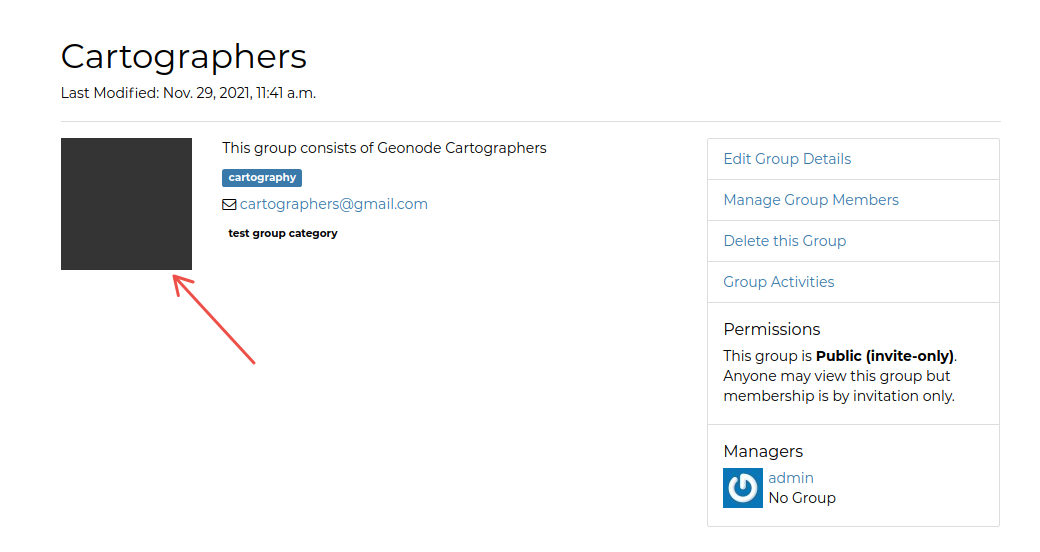 Cartographers
Last Modified: Nov. 29, 2021, 11:41 a.m.
This group consists of Geonode Cartographers
cartography
cartographers@gmail.com
test group category
Edit Group Details
Manage Group Members
Delete this Group
Group Activities
Permissions
This group is Public (invite-only).
Anyone may view this group but
membership is by invitation only.
Managers
admin
No Group